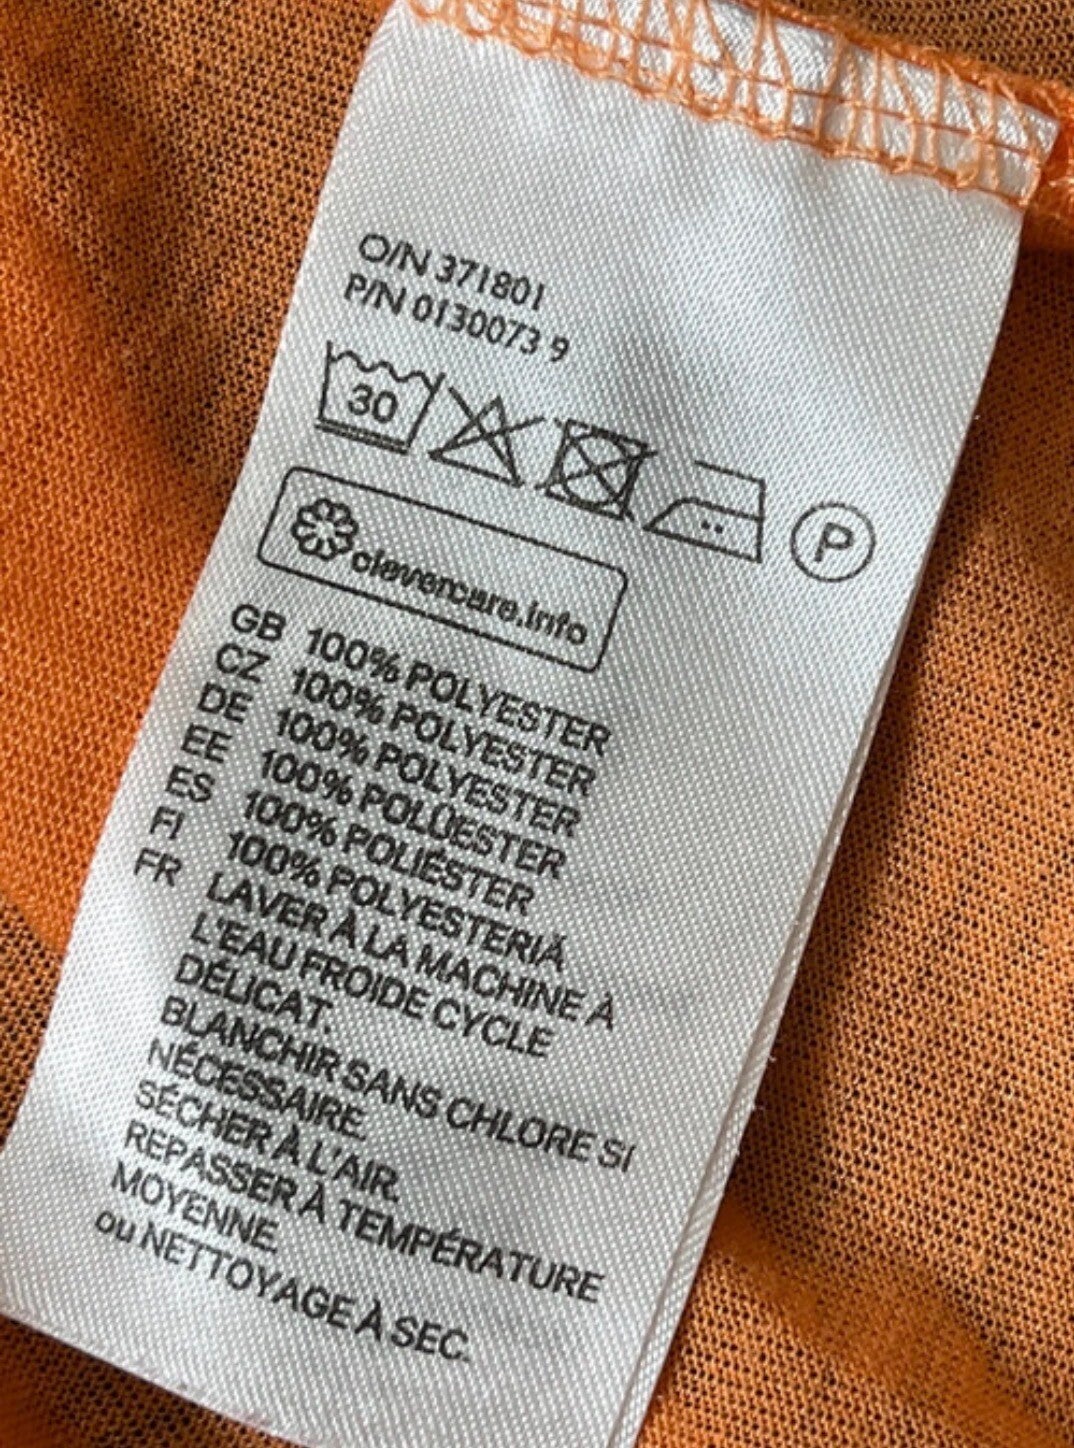 O/N 371801
P/N 0130073 9
30
P
clevercare.info
GB 100% POLYESTER
CZ 100% POLYESTER
DE 100% POLYESTER
EE 100% POLÜESTER
ES 100% POLIÉSTER
FI 100% POLYESTERIÄ
FR LAVER À LA MACHINE À
L'EAU FROIDE CYCLE
DÉLICAT.
BLANCHIR SANS CHLORE SI
NÉCESSAIRE.
SÉCHER À L'AIR.
REPASSER À TEMPÉRATURE
MOYENNE.
ou NETTOYAGE À SEC.